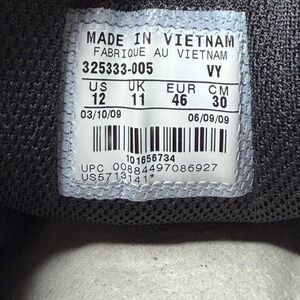 MADE IN VIETNAM
FABRIQUE AU VIETNAM
325333-005 VY
US UK EUR CM
12 11 46 30
03/10/09 06/09/09
101656734
UPC 00884497086927
US5713141*